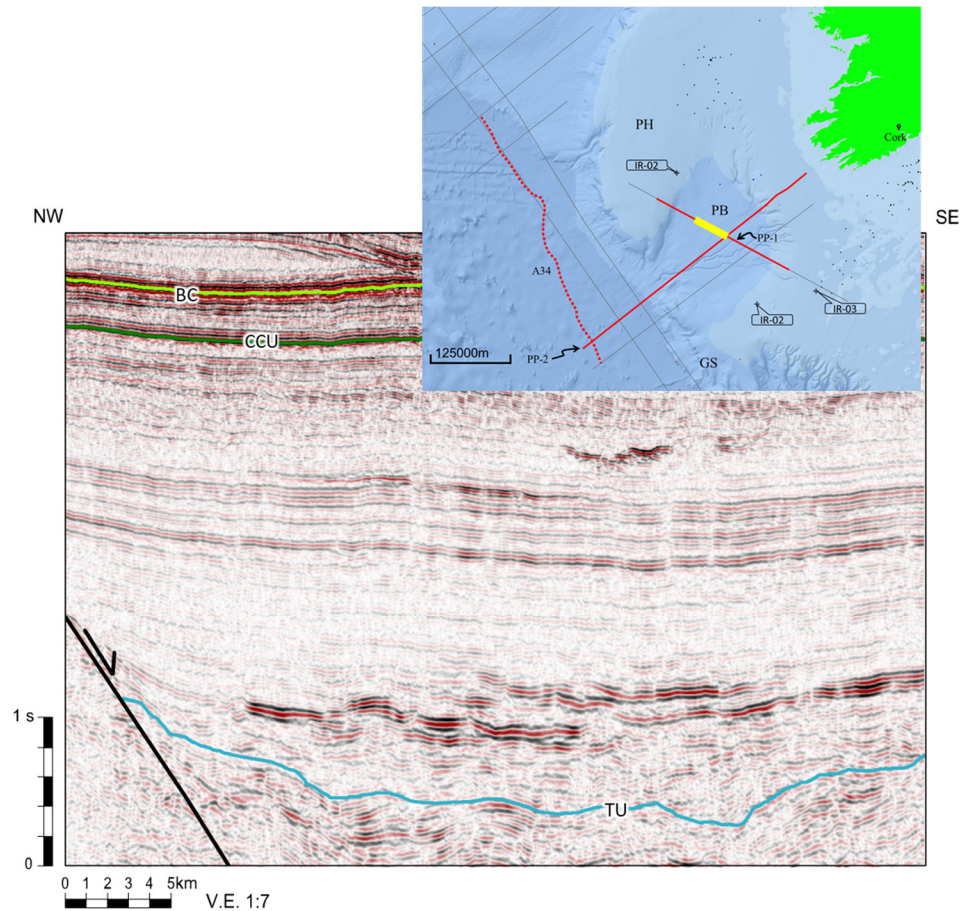 PH
Cork
IR-02
NW
PB
SE
PP-1
A34
BC
IR-03
IR-02
CCU
125000m
PP-2
GS
1 s
TU
0
0 1 2 3 4 5km
V.E. 1:7